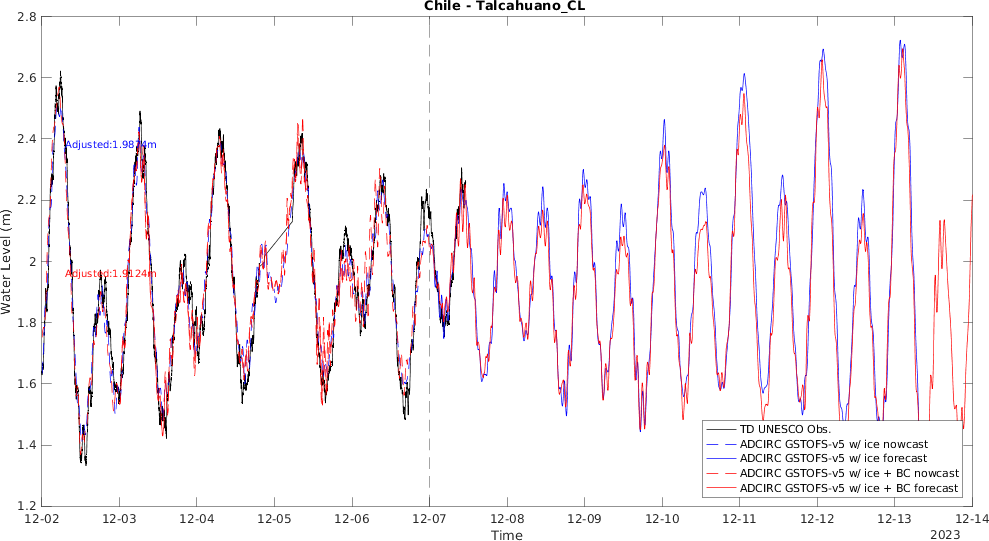 Chile - Talcahuano_CL
2.8
2.6
2.4
2.2
2
1.8
1.6
1.4
1.2
Water Level (m)
Adjusted:1.9874m
Adjusted:1.9124m
TD UNESCO Obs.
ADCIRC GSTOFS-v5 w/ ice nowcast
ADCIRC GSTOFS-v5 w/ ice forecast
ADCIRC GSTOFS-v5 w/ ice + BC nowcast
ADCIRC GSTOFS-v5 w/ ice + BC forecast
12-02 12-03 12-04 12-05 12-06 12-07 12-08 12-09 12-10 12-11 12-12 12-13 12-14
Time
2023